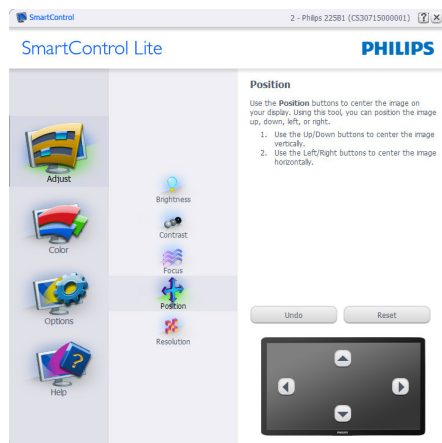 SmartControl
2 - Philips 225B1 (CS30715000001)
SmartControl Lite
PHILIPS
Adjust
Color
Options
Help
Brightness
Contrast
Focus
Position
Resolution
Position
Use the Position buttons to center the image on
your display. Using this tool, you can position the image
up, down, left, or right.
1. Use the Up/Down buttons to center the image
vertically.
2. Use the Left/Right buttons to center the image
horizontally.
Undo
Reset
PHILIPS